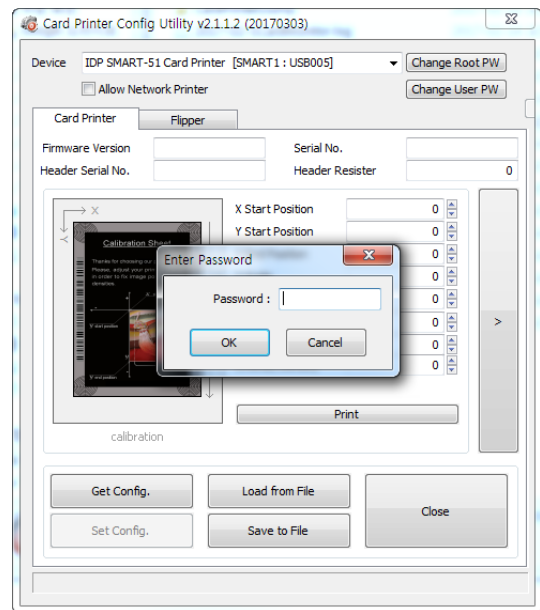 Card Printer Config Utility v2.1.1.2 (20170303)
Device IDP SMART-51 Card Printer [SMART1 : USB005] Change Root PW
Allow Network Printer Change User PW
Card Printer Flipper
Firmware Version Serial No.
Header Serial No. Header Resister 0
X X Start Position 0
Y Y Start Position 0
Calibration Sheet
Enter Password
0
0
Password :
0
OK Cancel
0
0
0
>
Print
calibration
Get Config. Load from File
Close
Set Config. Save to File